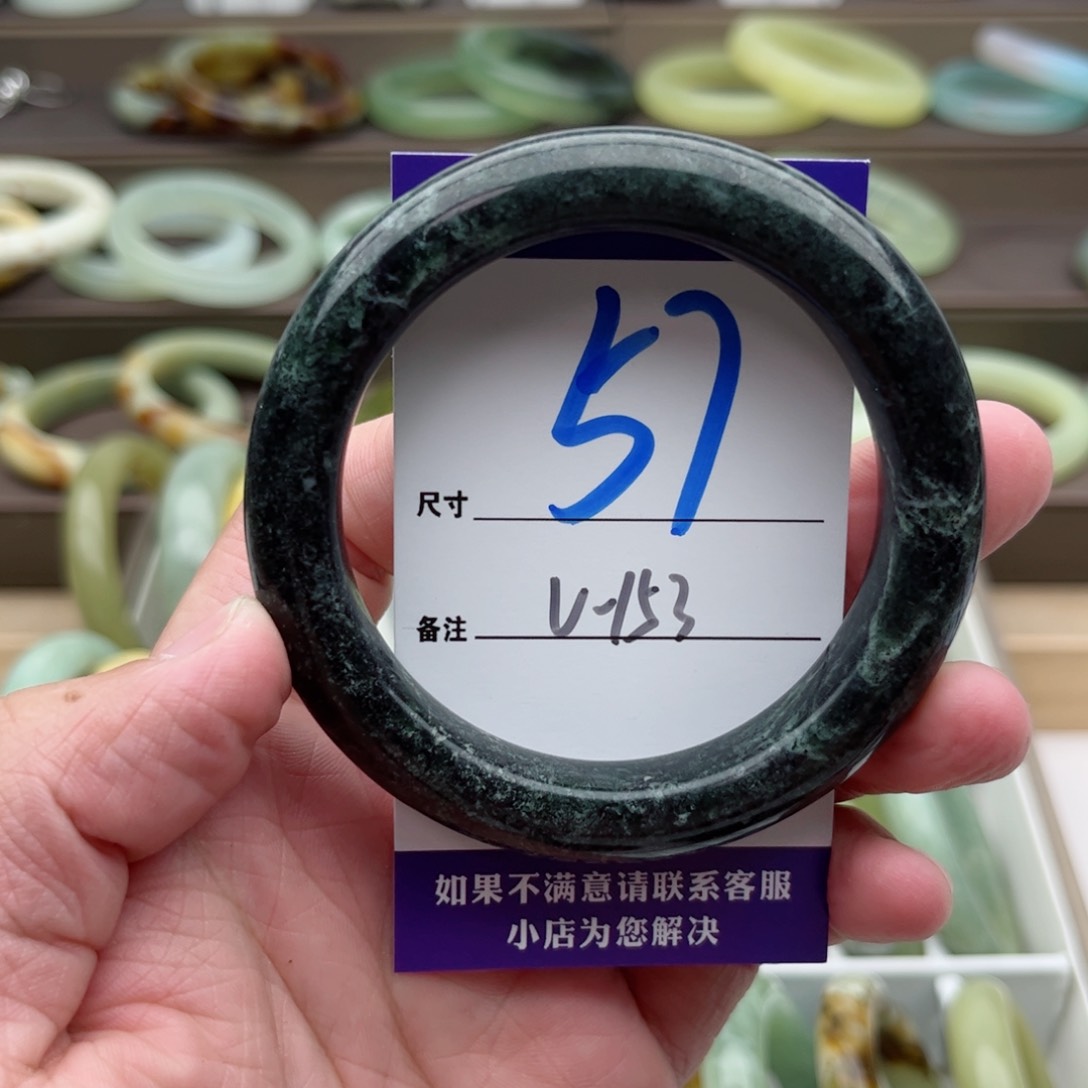 57
尺寸
备注 V-153
如果不满意请联系客服
小店为您解决